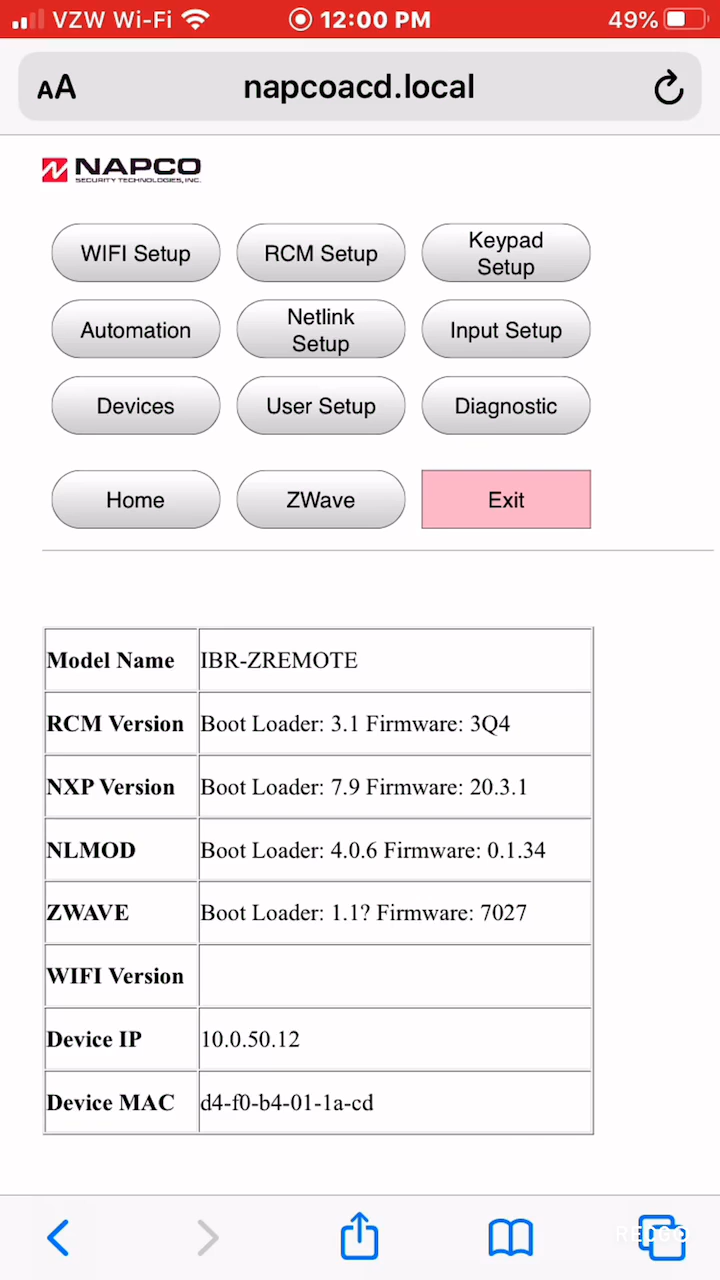 VZW Wi-Fi 12:00 PM 49%
AA napcoacd.local
NAPCO
SECURITY TECHNOLOGIES, INC.
WIFI Setup RCM Setup Keypad Setup
Automation Netlink Setup Input Setup
Devices User Setup Diagnostic
Home ZWave Exit
Model Name IBR-ZREMOTE
RCM Version Boot Loader: 3.1 Firmware: 3Q4
NXP Version Boot Loader: 7.9 Firmware: 20.3.1
NLMOD Boot Loader: 4.0.6 Firmware: 0.1.34
ZWAVE Boot Loader: 1.1? Firmware: 7027
WIFI Version
Device IP 10.0.50.12
Device MAC d4-f0-b4-01-1a-cd